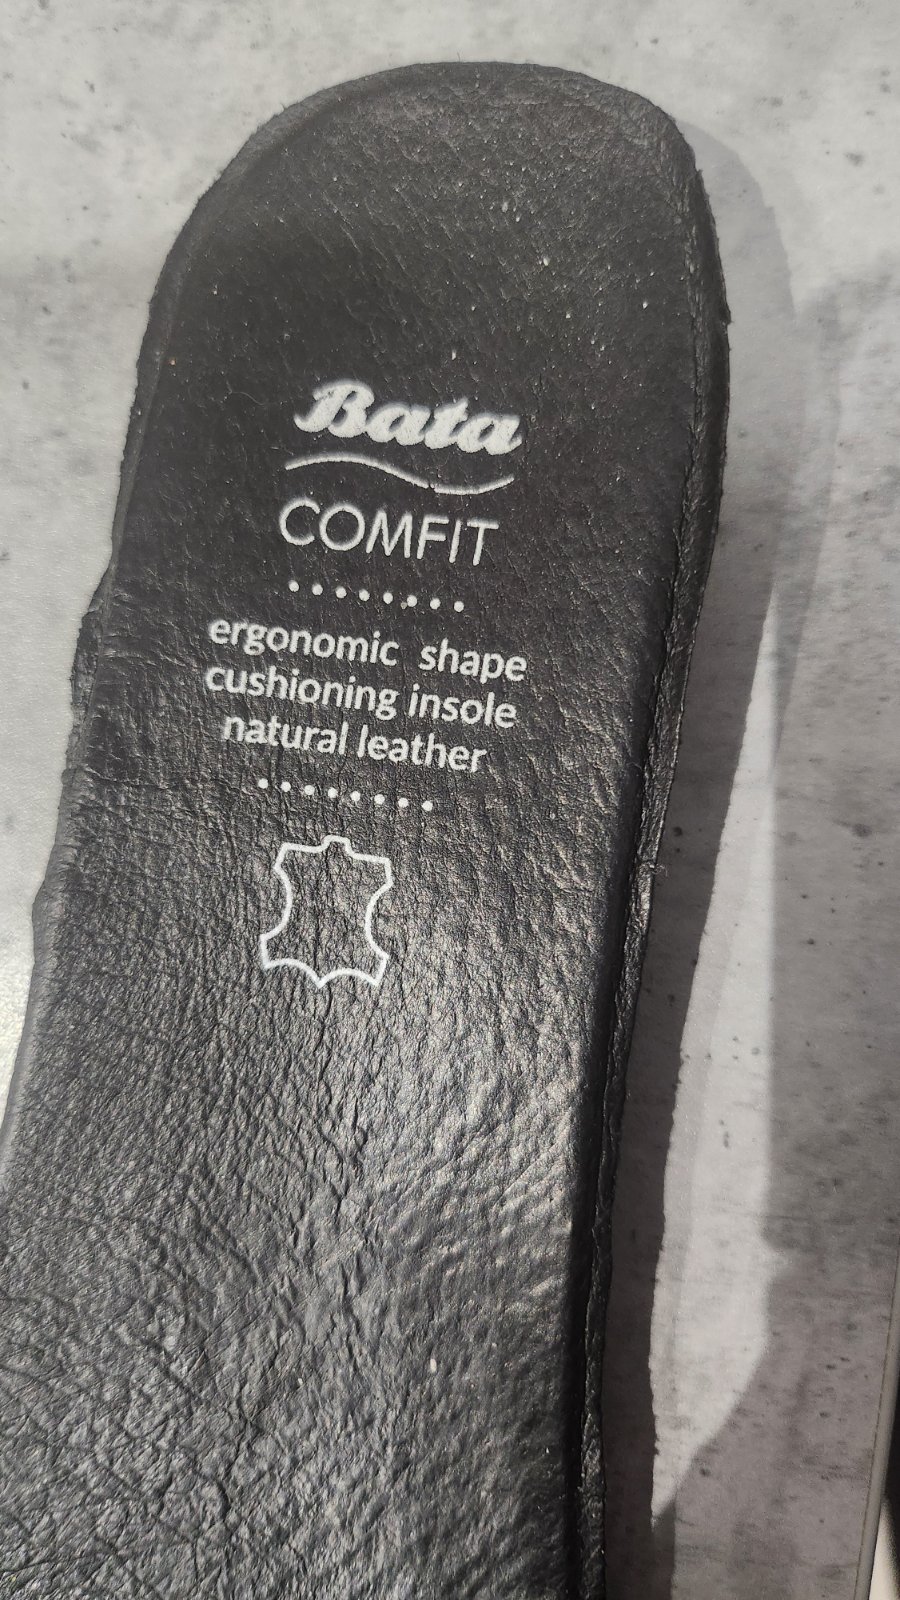 Bata
COMFIT
ergonomic shape
cushioning insole
natural leather